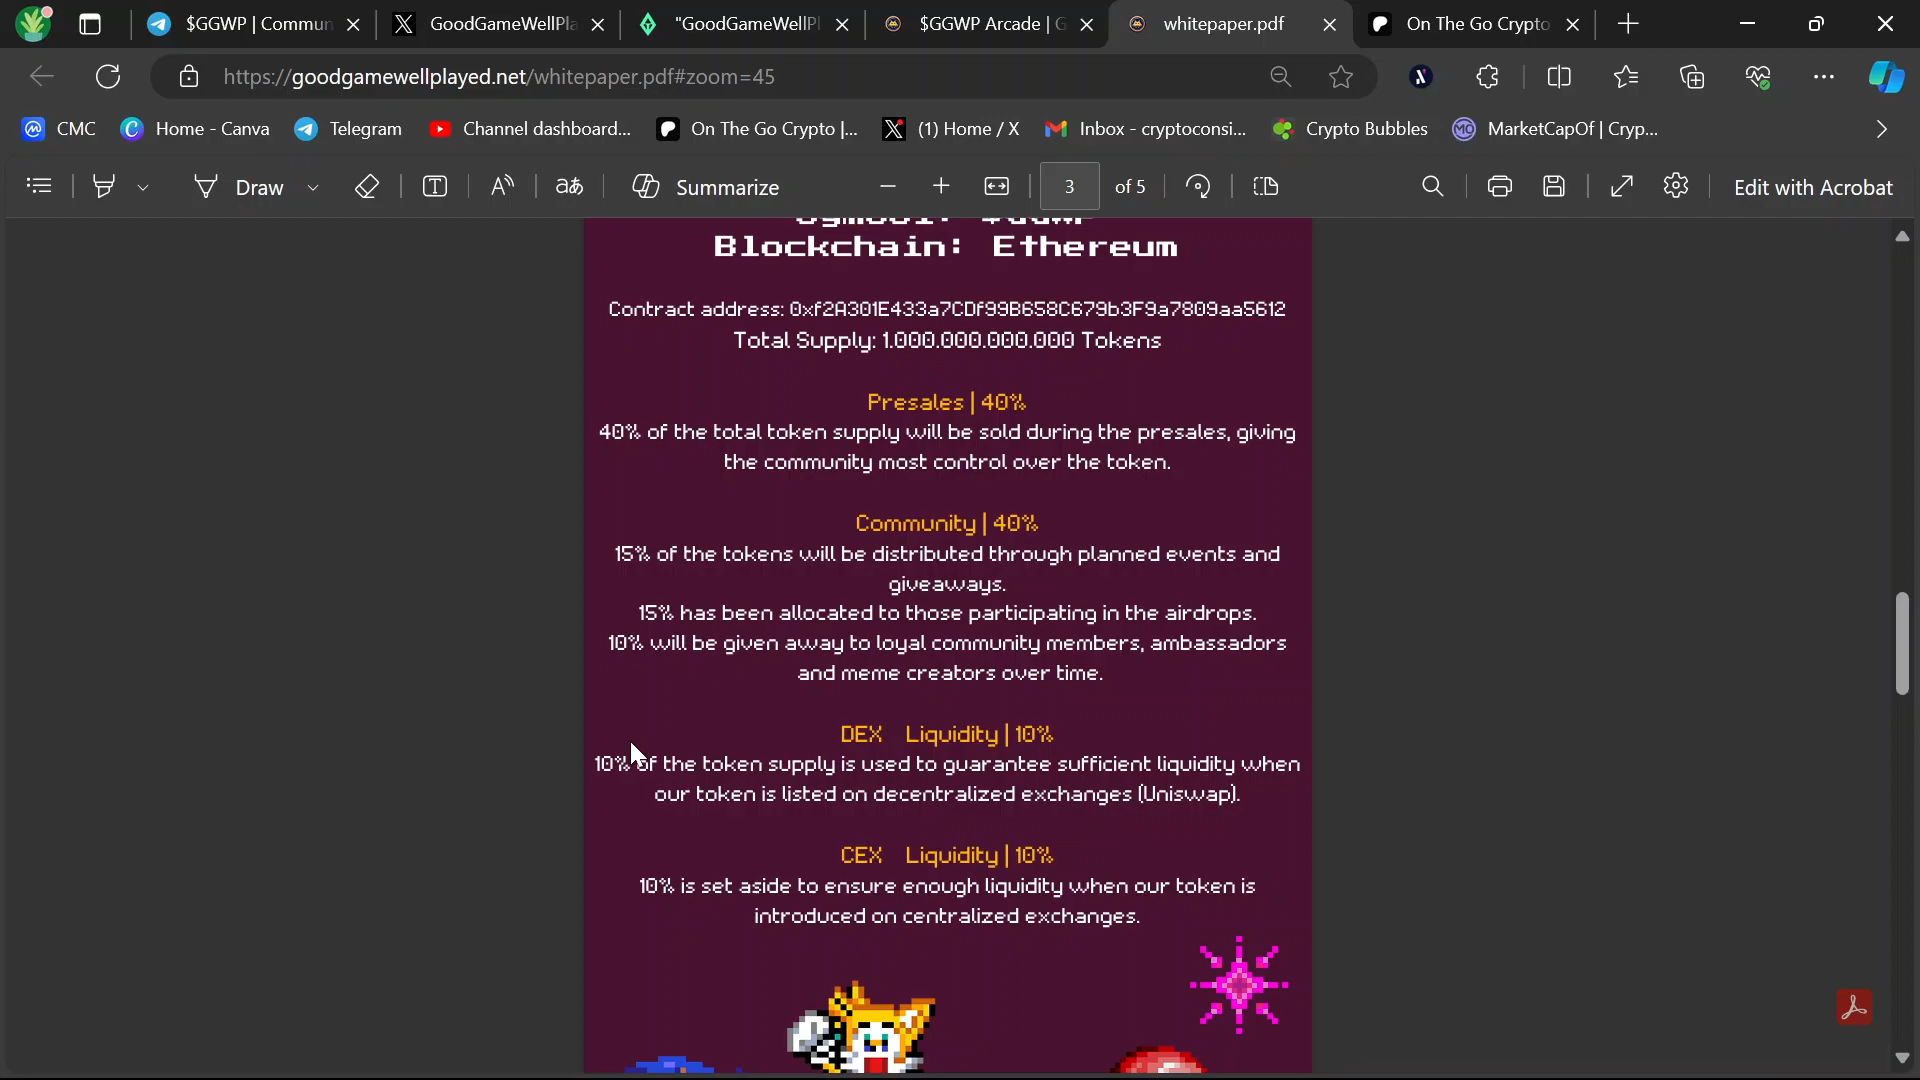 $GGWP | Commun
GoodGameWellPla
"GoodGameWellPl
$GGWP Arcade | G
whitepaper.pdf
On The Go Crypto
https://goodgamewellplayed.net/whitepaper.pdf#zoom=45
CMC
Home - Canva
Telegram
Channel dashboard...
On The Go Crypto |...
(1) Home / X
Inbox - cryptoconsi...
Crypto Bubbles
MarketCapOf | Cryp...
Draw
Summarize
3
of 5
Edit with Acrobat
Symbol: $GGWP
Blockchain: Ethereum
Contract address: 0xf2A301E433a7CDf99B658C679b3F9a7809aa5612
Total Supply: 1.000.000.000.000 Tokens
Presales | 40%
40% of the total token supply will be sold during the presales, giving
the community most control over the token.
Community | 40%
15% of the tokens will be distributed through planned events and
giveaways.
15% has been allocated to those participating in the airdrops.
10% will be given away to loyal community members, ambassadors
and meme creators over time.
DEX Liquidity | 10%
10% of the token supply is used to guarantee sufficient liquidity when
our token is listed on decentralized exchanges (Uniswap).
CEX Liquidity | 10%
10% is set aside to ensure enough liquidity when our token is
introduced on centralized exchanges.